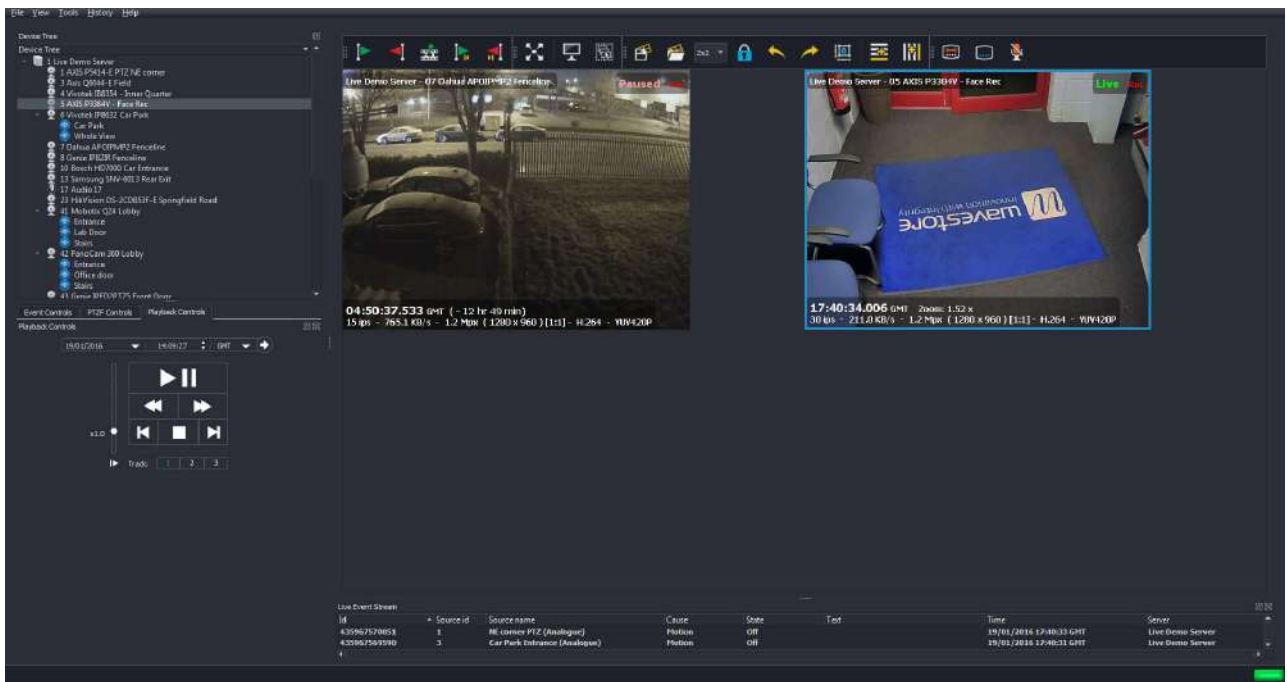 File View Tools History Help
Device Tree
Device Tree
1 Live Demo Server
1 AXIS P5414-E PTZ NE corner
3 Axis Q6044-E Field
4 Vivotek IB8354 - Inner Quarter
5 AXIS P3384V - Face Rec
6 Vivotek IP8632 Car Park
Car Park
Whole View
7 Dahua APOIPMP2 Fenceline
8 Genie IPB2IR Fenceline
10 Bosch HD7000 Car Entrance
13 Samsung SNV-6013 Rear Exit
17 Audio 17
23 HikVision DS-2CD853F-E Springfield Road
41 Mobotix Q24 Lobby
Entrance
Lab Door
Stairs
42 PanoCam 360 Lobby
Entrance
Office door
Stairs
Event Controls PTZF Controls Playback Controls
Playback Controls
19/01/2016 14:09:27 GMT
x1.0
Track: 1 2 3
2x2
Live Demo Server - 07 Dahua APOIPMP2 Fenceline.. Paused
04:50:37.533 GMT ( - 12 hr 49 min)
15 ips - 765.1 KB/s - 1.2 Mpx ( 1280 x 960 )[1:1] - H.264 - YUV420P
Live Demo Server - 05 AXIS P3384V - Face Rec Live Rec
wavestore
innovation with integrity
17:40:34.006 GMT Zoom: 1.52 x
30 ips - 211.0 KB/s - 1.2 Mpx ( 1280 x 960 )[1:1] - H.264 - YUV420P
Live Event Stream
Id Source id Source name Cause State Text Time Server
435967570851 1 NE corner PTZ (Analogue) Motion Off 19/01/2016 17:40:33 GMT Live Demo Server
435967569590 3 Car Park Entrance (Analogue) Motion Off 19/01/2016 17:40:31 GMT Live Demo Server